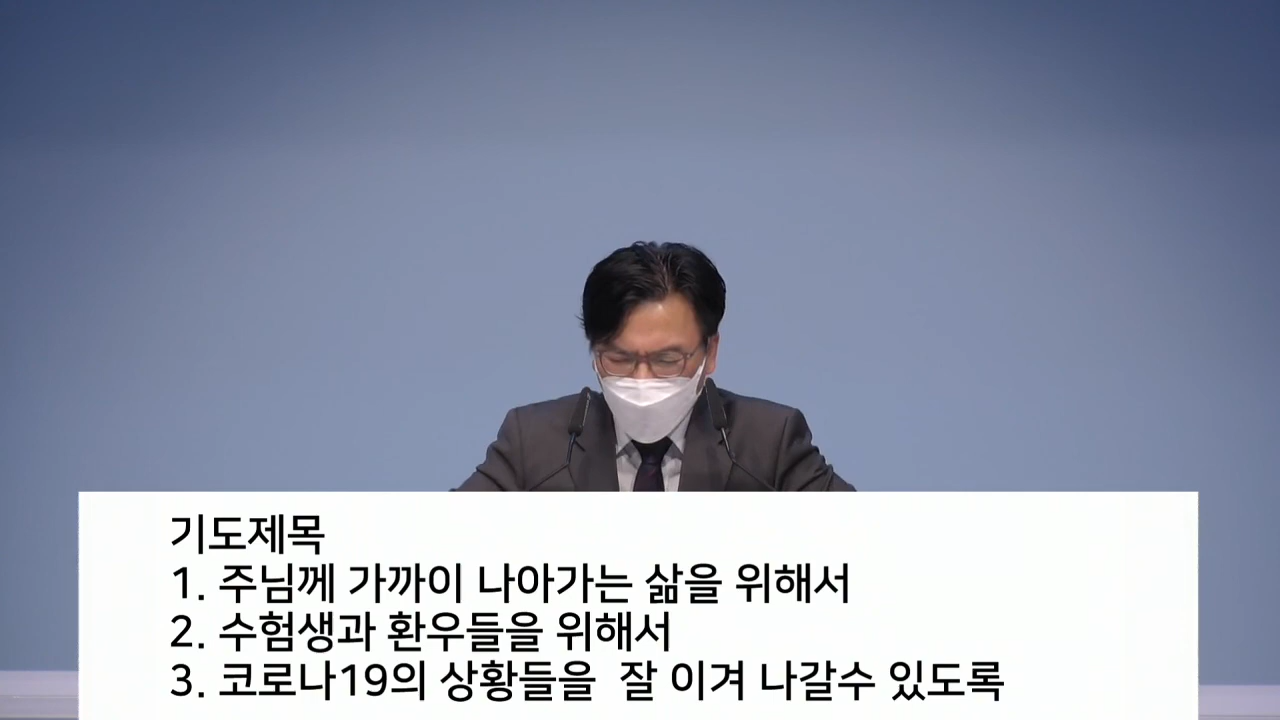 기도제목
1. 주님께 가까이 나아가는 삶을 위해서
2. 수험생과 환우들을 위해서
3. 코로나19의 상황들을  잘 이겨 나갈수 있도록